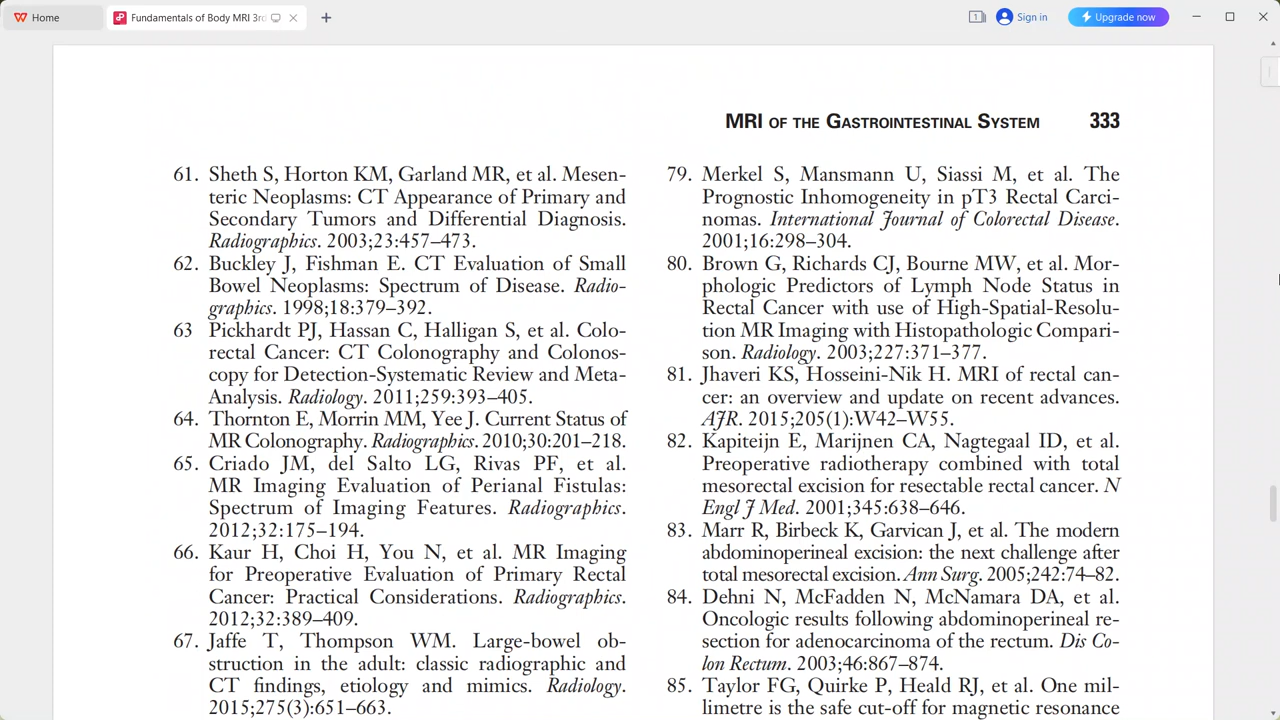 Home
Fundamentals of Body MRI 3rd
1
Sign in
Upgrade now
MRI OF THE GASTROINTESTINAL SYSTEM 333
61. Sheth S, Horton KM, Garland MR, et al. Mesen-
teric Neoplasms: CT Appearance of Primary and
Secondary Tumors and Differential Diagnosis.
Radiographics. 2003;23:457–473.
62. Buckley J, Fishman E. CT Evaluation of Small
Bowel Neoplasms: Spectrum of Disease. Radio-
graphics. 1998;18:379–392.
63 Pickhardt PJ, Hassan C, Halligan S, et al. Colo-
rectal Cancer: CT Colonography and Colonos-
copy for Detection-Systematic Review and Meta-
Analysis. Radiology. 2011;259:393–405.
64. Thornton E, Morrin MM, Yee J. Current Status of
MR Colonography. Radiographics. 2010;30:201–218.
65. Criado JM, del Salto LG, Rivas PF, et al.
MR Imaging Evaluation of Perianal Fistulas:
Spectrum of Imaging Features. Radiographics.
2012;32:175–194.
66. Kaur H, Choi H, You N, et al. MR Imaging
for Preoperative Evaluation of Primary Rectal
Cancer: Practical Considerations. Radiographics.
2012;32:389–409.
67. Jaffe T, Thompson WM. Large-bowel ob-
struction in the adult: classic radiographic and
CT findings, etiology and mimics. Radiology.
2015;275(3):651–663.
79. Merkel S, Mansmann U, Siassi M, et al. The
Prognostic Inhomogeneity in pT3 Rectal Carci-
nomas. International Journal of Colorectal Disease.
2001;16:298–304.
80. Brown G, Richards CJ, Bourne MW, et al. Mor-
phologic Predictors of Lymph Node Status in
Rectal Cancer with use of High-Spatial-Resolu-
tion MR Imaging with Histopathologic Compari-
son. Radiology. 2003;227:371–377.
81. Jhaveri KS, Hosseini-Nik H. MRI of rectal can-
cer: an overview and update on recent advances.
AJR. 2015;205(1):W42–W55.
82. Kapiteijn E, Marijnen CA, Nagtegaal ID, et al.
Preoperative radiotherapy combined with total
mesorectal excision for resectable rectal cancer. N
Engl J Med. 2001;345:638–646.
83. Marr R, Birbeck K, Garvican J, et al. The modern
abdominoperineal excision: the next challenge after
total mesorectal excision. Ann Surg. 2005;242:74–82.
84. Dehni N, McFadden N, McNamara DA, et al.
Oncologic results following abdominoperineal re-
section for adenocarcinoma of the rectum. Dis Co-
lon Rectum. 2003;46:867–874.
85. Taylor FG, Quirke P, Heald RJ, et al. One mil-
limetre is the safe cut-off for magnetic resonance